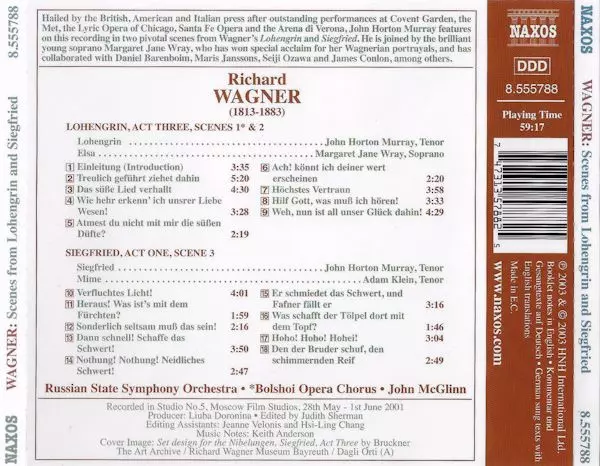 Hailed by the British, American and Italian press after outstanding performances at Covent Garden, the
Met, the Lyric Opera of Chicago, Santa Fe Opera and the Arena di Verona, John Horton Murray features
on this recording in two pivotal scenes from Wagner's Lohengrin and Siegfried. He is joined by the brilliant
young soprano Margaret Jane Wray, who has won special acclaim for her Wagnerian portrayals, and has
collaborated with Daniel Barenboim, Maris Janssons, Seiji Ozawa and James Conlon, among others.
Richard
WAGNER
(1813-1883)
LOHENGRIN, ACT THREE, SCENES 1* & 2
Lohengrin John Horton Murray, Tenor
Elsa Margaret Jane Wray, Soprano
1 Einleitung (Introduction) 3:35
2 Treulich geführt ziehet dahin 5:20
3 Das süße Lied verhallt 4:30
4 Wie hehr erkenn' ich unsrer Liebe
Wesen! 3:28
5 Atmest du nicht mit mir die süßen
Düfte? 2:19
6 Ach! könnt ich deiner wert
erscheinen 2:20
7 Höchstes Vertraun 3:58
8 Hilf Gott, was muß ich hören! 3:33
9 Weh, nun ist all unser Glück dahin! 4:29
SIEGFRIED, ACT ONE, SCENE 3
Siegfried John Horton Murray, Tenor
Mime Adam Klein, Tenor
10 Verfluchtes Licht! 4:01
11 Heraus! Was ist's mit dem
Fürchten? 1:59
12 Sonderlich seltsam muß das sein! 2:16
13 Dann schnell! Schaffe das
Schwert! 3:50
14 Nothung! Nothung! Neidliches
Schwert! 2:47
15 Er schmiedet das Schwert, und
Fafner fällt er 3:16
16 Was schafft der Tölpel dort mit
dem Topf? 1:46
17 Hoho! Hoho! Hohei! 3:04
18 Den der Bruder schuf, den
schimmernden Reif 2:49
Russian State Symphony Orchestra • *Bolshoi Opera Chorus • John McGlinn
Recorded in Studio No.5, Moscow Film Studios, 28th May - 1st June 2001
Producer: Liuba Doronina • Edited by Judith Sherman
Editing Assistants: Jeanne Velonis and Hsi-Ling Chang
Music Notes: Keith Anderson
Cover Image: Set design for the Nibelungen, Siegfried, Act Three by Bruckner
The Art Archive / Richard Wagner Museum Bayreuth / Dagli Orti (A)
NAXOS
DDD
8.555788
Playing Time
59:17
7 47313 57882 2
www.naxos.com
℗ 2003 & © 2003 HNH International Ltd.
Booklet notes in English • Kommentar und
Gesangtexte auf Deutsch • German sung texts with
English translations
Made in E.C.
NAXOS WAGNER: Scenes from Lohengrin and Siegfried 8.555788
NAXOS WAGNER: Scenes from Lohengrin and Siegfried 8.555788